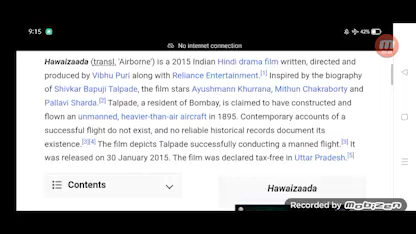 9:15
42%
No internet connection
Hawaizaada (transl. 'Airborne') is a 2015 Indian Hindi drama film written, directed and
produced by Vibhu Puri along with Reliance Entertainment.[1] Inspired by the biography
of Shivkar Bapuji Talpade, the film stars Ayushmann Khurrana, Mithun Chakraborty and
Pallavi Sharda.[2] Talpade, a resident of Bombay, is claimed to have constructed and
flown an unmanned, heavier-than-air aircraft in 1895. Contemporary accounts of a
successful flight do not exist, and no reliable historical records document its
existence.[3][4] The film depicts Talpade successfully conducting a manned flight.[3] It
was released on 30 January 2015. The film was declared tax-free in Uttar Pradesh.[5]
Contents
Hawaizaada
Recorded by
MOBIZEN